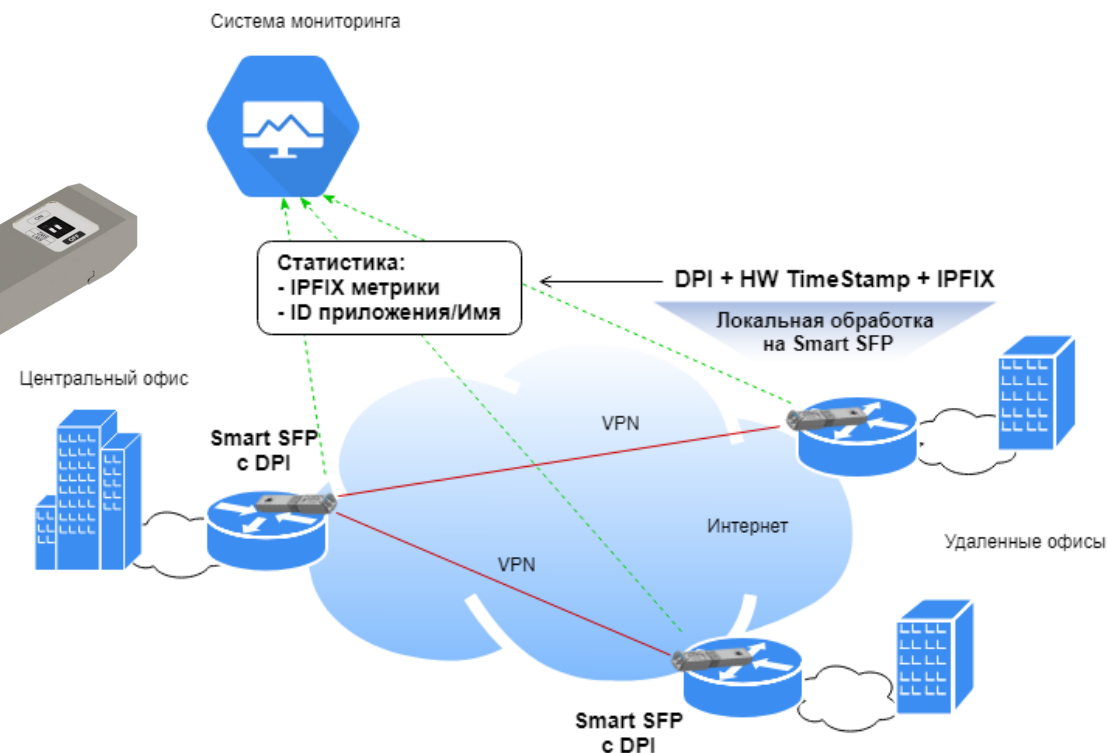 Система мониторинга
Статистика:
- IPFIX метрики
- ID приложения/Имя
DPI + HW TimeStamp + IPFIX
Локальная обработка
на Smart SFP
Центральный офис
VPN
Smart SFP
с DPI
Интернет
Удаленные офисы
VPN
Smart SFP
с DPI